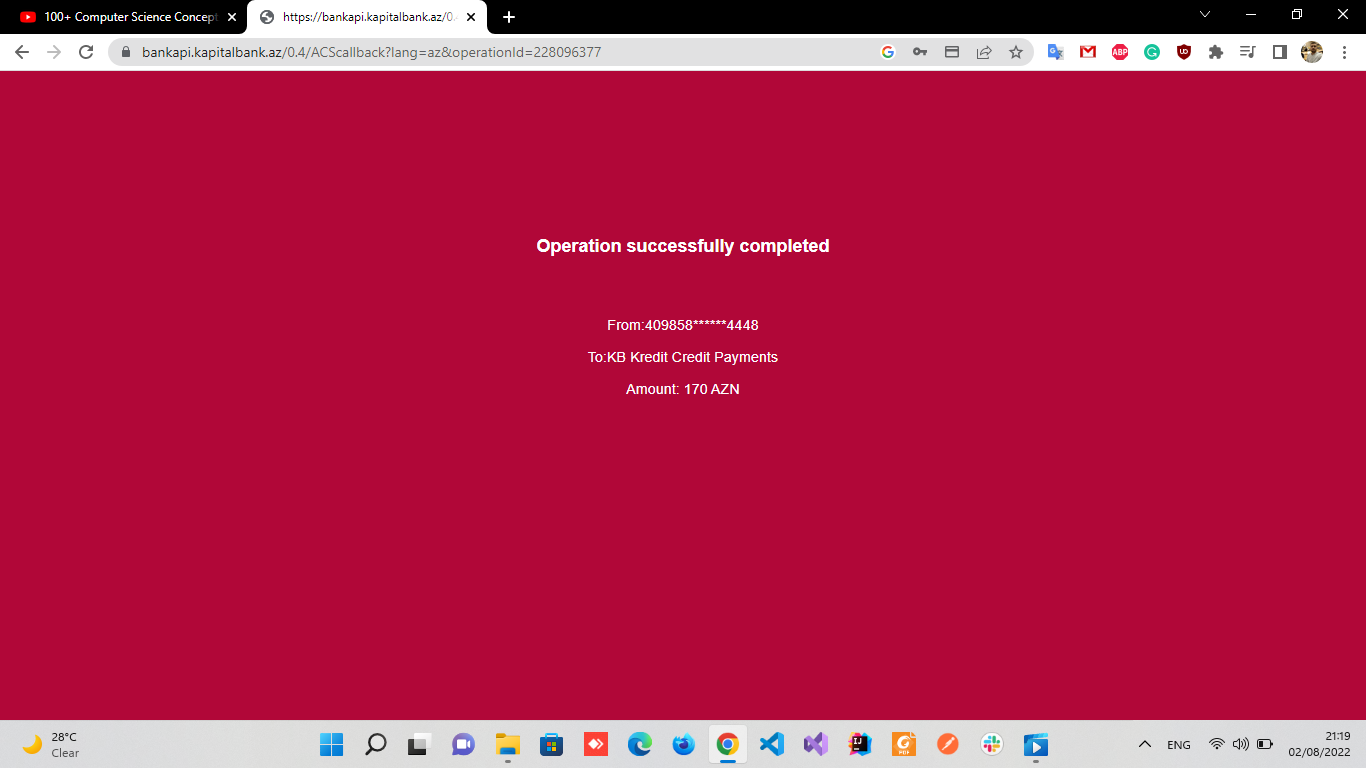 100+ Computer Science Concept
https://bankapi.kapitalbank.az/0.
bankapi.kapitalbank.az/0.4/ACScallback?lang=az&operationId=228096377
Operation successfully completed
From:409858******4448
To:KB Kredit Credit Payments
Amount: 170 AZN
28°C
Clear
ENG
21:19
02/08/2022